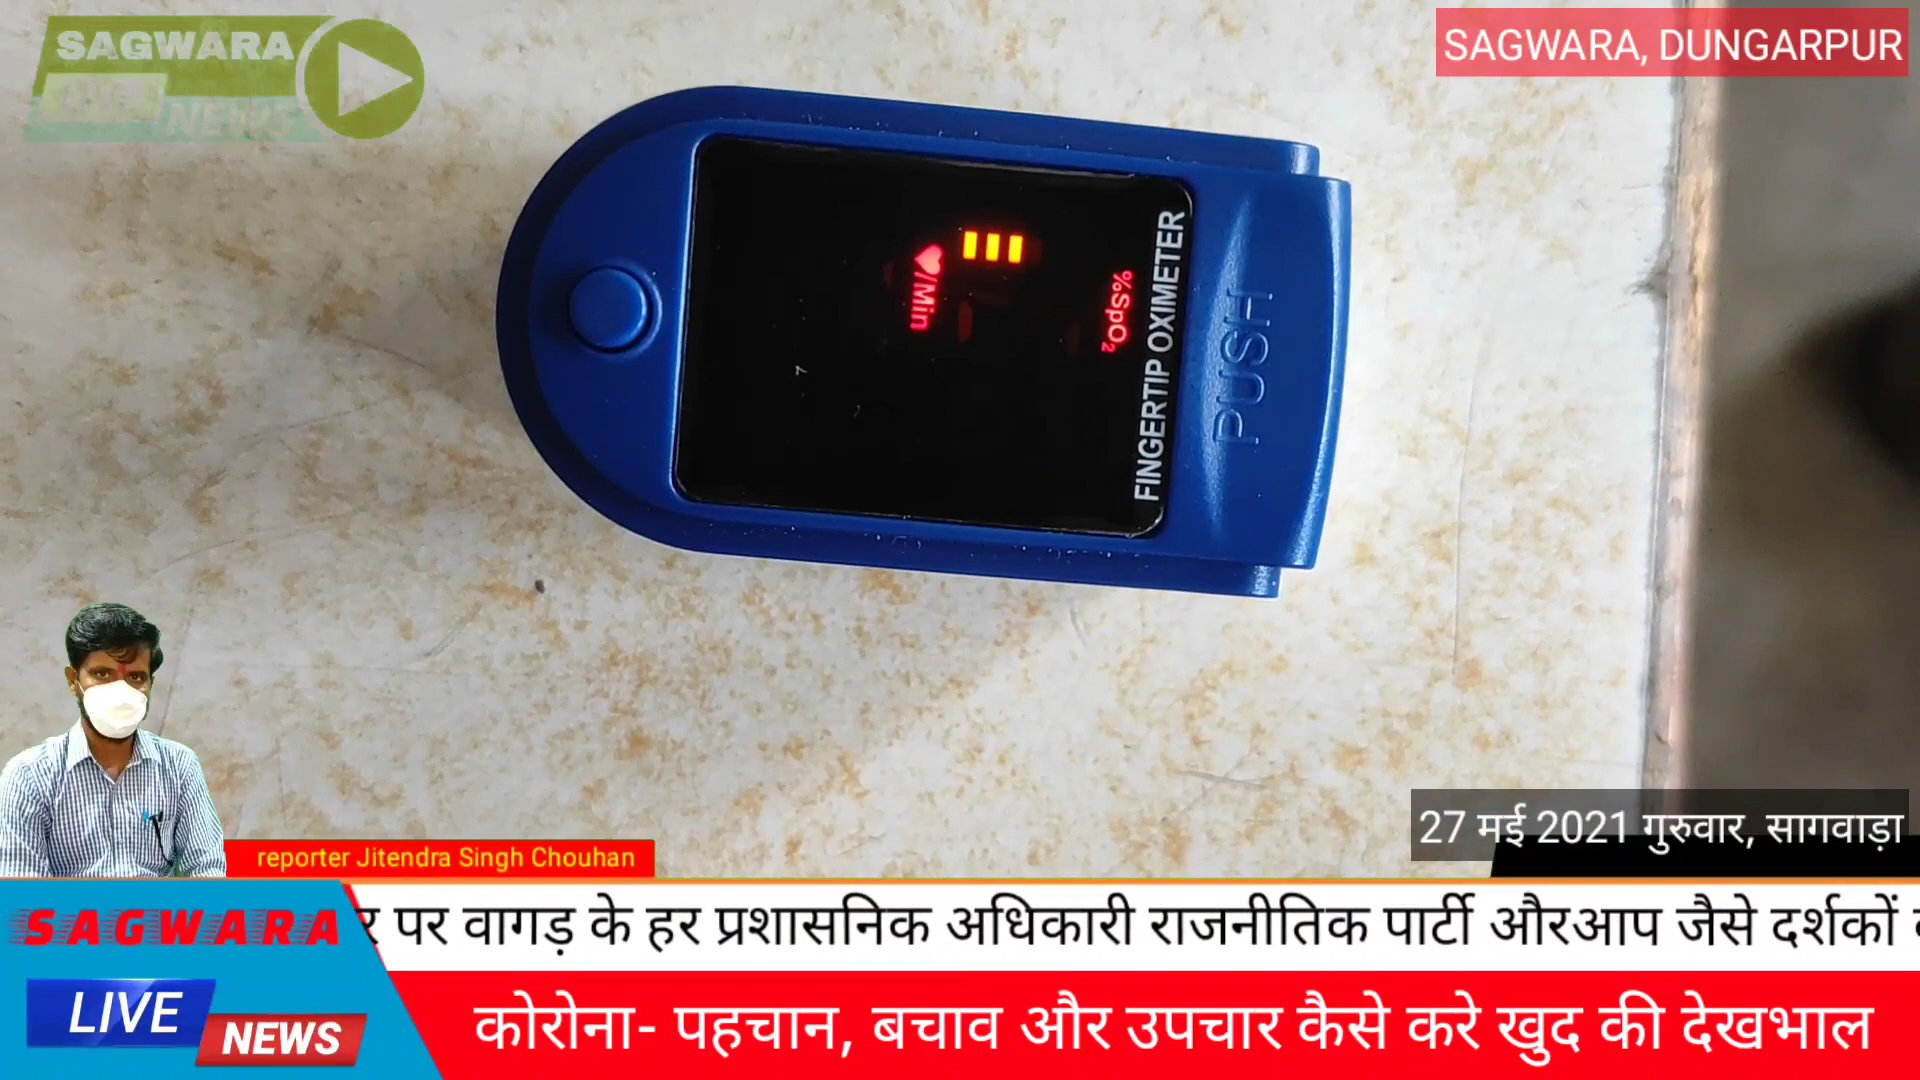 SAGWARA
LIVE
NEWS
SAGWARA, DUNGARPUR
♥/Min
%SpO₂
FINGERTIP OXIMETER
PUSH
27 मई 2021 गुरुवार, सागवाड़ा
reporter Jitendra Singh Chouhan
SAGWARA
पर वागड़ के हर प्रशासनिक अधिकारी राजनीतिक पार्टी औरआप जैसे दर्शकों
LIVE
NEWS
कोरोना- पहचान, बचाव और उपचार कैसे करे खुद की देखभाल